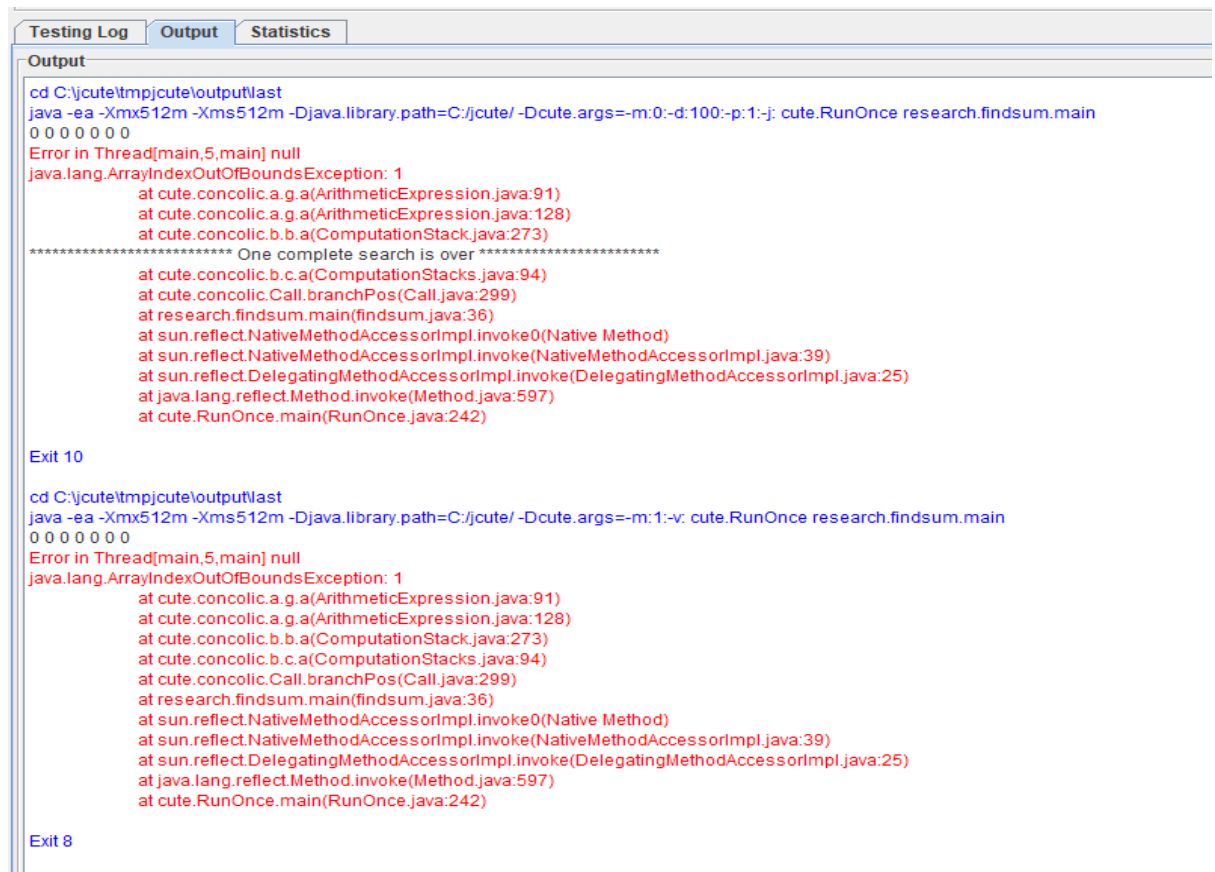 Testing Log Output Statistics
Output
cd C:\jcute\tmpjcute\output\last
java -ea -Xmx512m -Xms512m -Djava.library.path=C:/jcute/ -Dcute.args=-m:0:-d:100:-p:1:-j: cute.RunOnce research.findsum.main
0 0 0 0 0 0 0
Error in Thread[main,5,main] null
java.lang.ArrayIndexOutOfBoundsException: 1
at cute.concolic.a.g.a(ArithmeticExpression.java:91)
at cute.concolic.a.g.a(ArithmeticExpression.java:128)
at cute.concolic.b.b.a(ComputationStack.java:273)
*************************** One complete search is over ************************
at cute.concolic.b.c.a(ComputationStacks.java:94)
at cute.concolic.Call.branchPos(Call.java:299)
at research.findsum.main(findsum.java:36)
at sun.reflect.NativeMethodAccessorImpl.invoke0(Native Method)
at sun.reflect.NativeMethodAccessorImpl.invoke(NativeMethodAccessorImpl.java:39)
at sun.reflect.DelegatingMethodAccessorImpl.invoke(DelegatingMethodAccessorImpl.java:25)
at java.lang.reflect.Method.invoke(Method.java:597)
at cute.RunOnce.main(RunOnce.java:242)
Exit 10
cd C:\jcute\tmpjcute\output\last
java -ea -Xmx512m -Xms512m -Djava.library.path=C:/jcute/ -Dcute.args=-m:1:-v: cute.RunOnce research.findsum.main
0 0 0 0 0 0 0
Error in Thread[main,5,main] null
java.lang.ArrayIndexOutOfBoundsException: 1
at cute.concolic.a.g.a(ArithmeticExpression.java:91)
at cute.concolic.a.g.a(ArithmeticExpression.java:128)
at cute.concolic.b.b.a(ComputationStack.java:273)
at cute.concolic.b.c.a(ComputationStacks.java:94)
at cute.concolic.Call.branchPos(Call.java:299)
at research.findsum.main(findsum.java:36)
at sun.reflect.NativeMethodAccessorImpl.invoke0(Native Method)
at sun.reflect.NativeMethodAccessorImpl.invoke(NativeMethodAccessorImpl.java:39)
at sun.reflect.DelegatingMethodAccessorImpl.invoke(DelegatingMethodAccessorImpl.java:25)
at java.lang.reflect.Method.invoke(Method.java:597)
at cute.RunOnce.main(RunOnce.java:242)
Exit 8